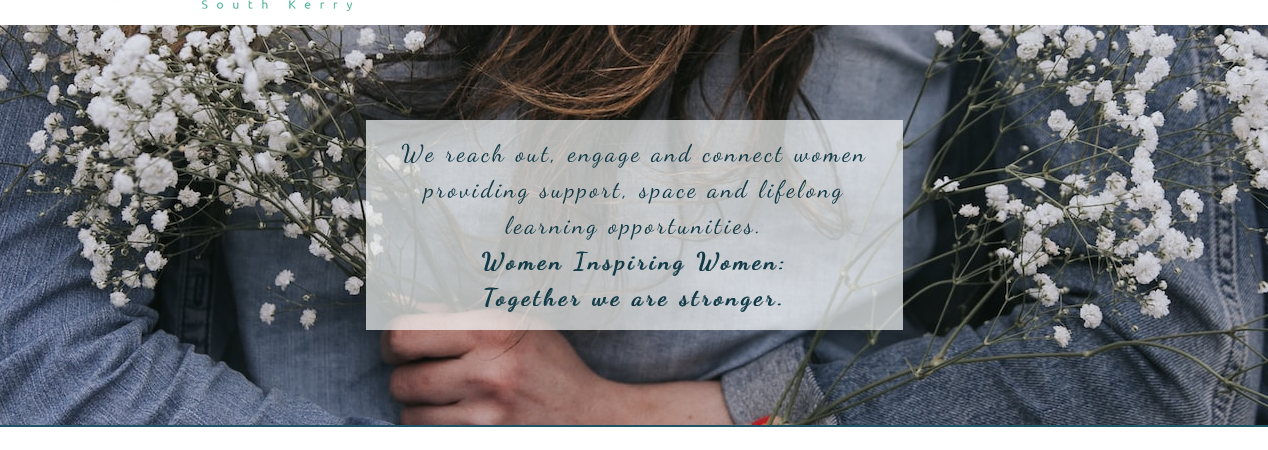 South Kerry
We reach out, engage and connect women
providing support, space and lifelong
learning opportunities.
Women Inspiring Women:
Together we are stronger.